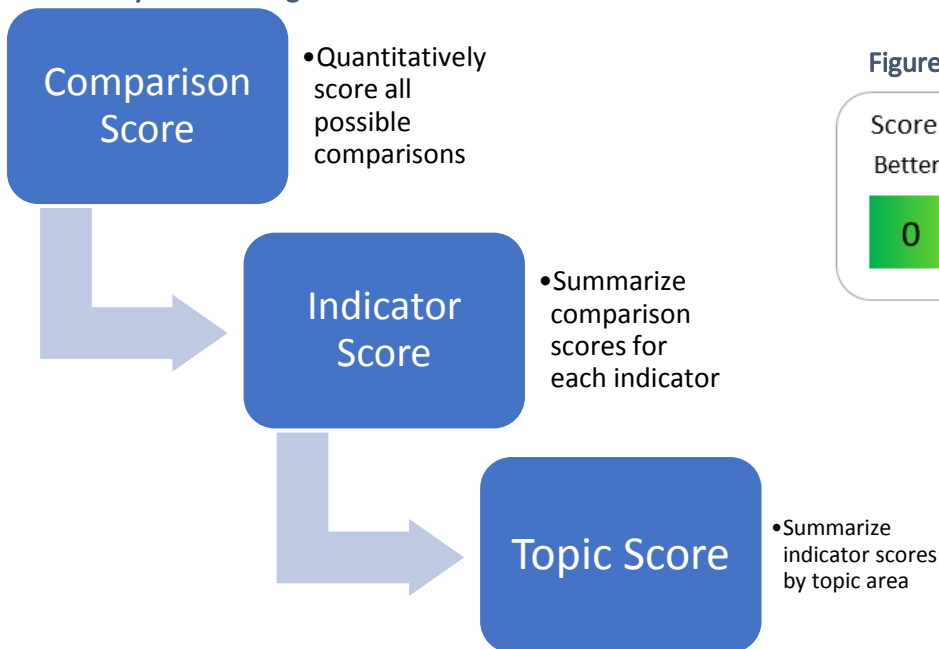 Comparison
Score
•Quantitatively
score all
possible
comparisons
Figure
Score
Better
0
Indicator
Score
•Summarize
comparison
scores for
each indicator
Topic Score
•Summarize
indicator scores
by topic area